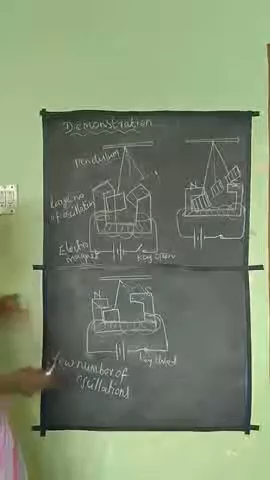 Demonstration
Pendulum
Large no
of oscillation
Electro
magnet
Key open
N
N
Key closed
Few number of
oscillations